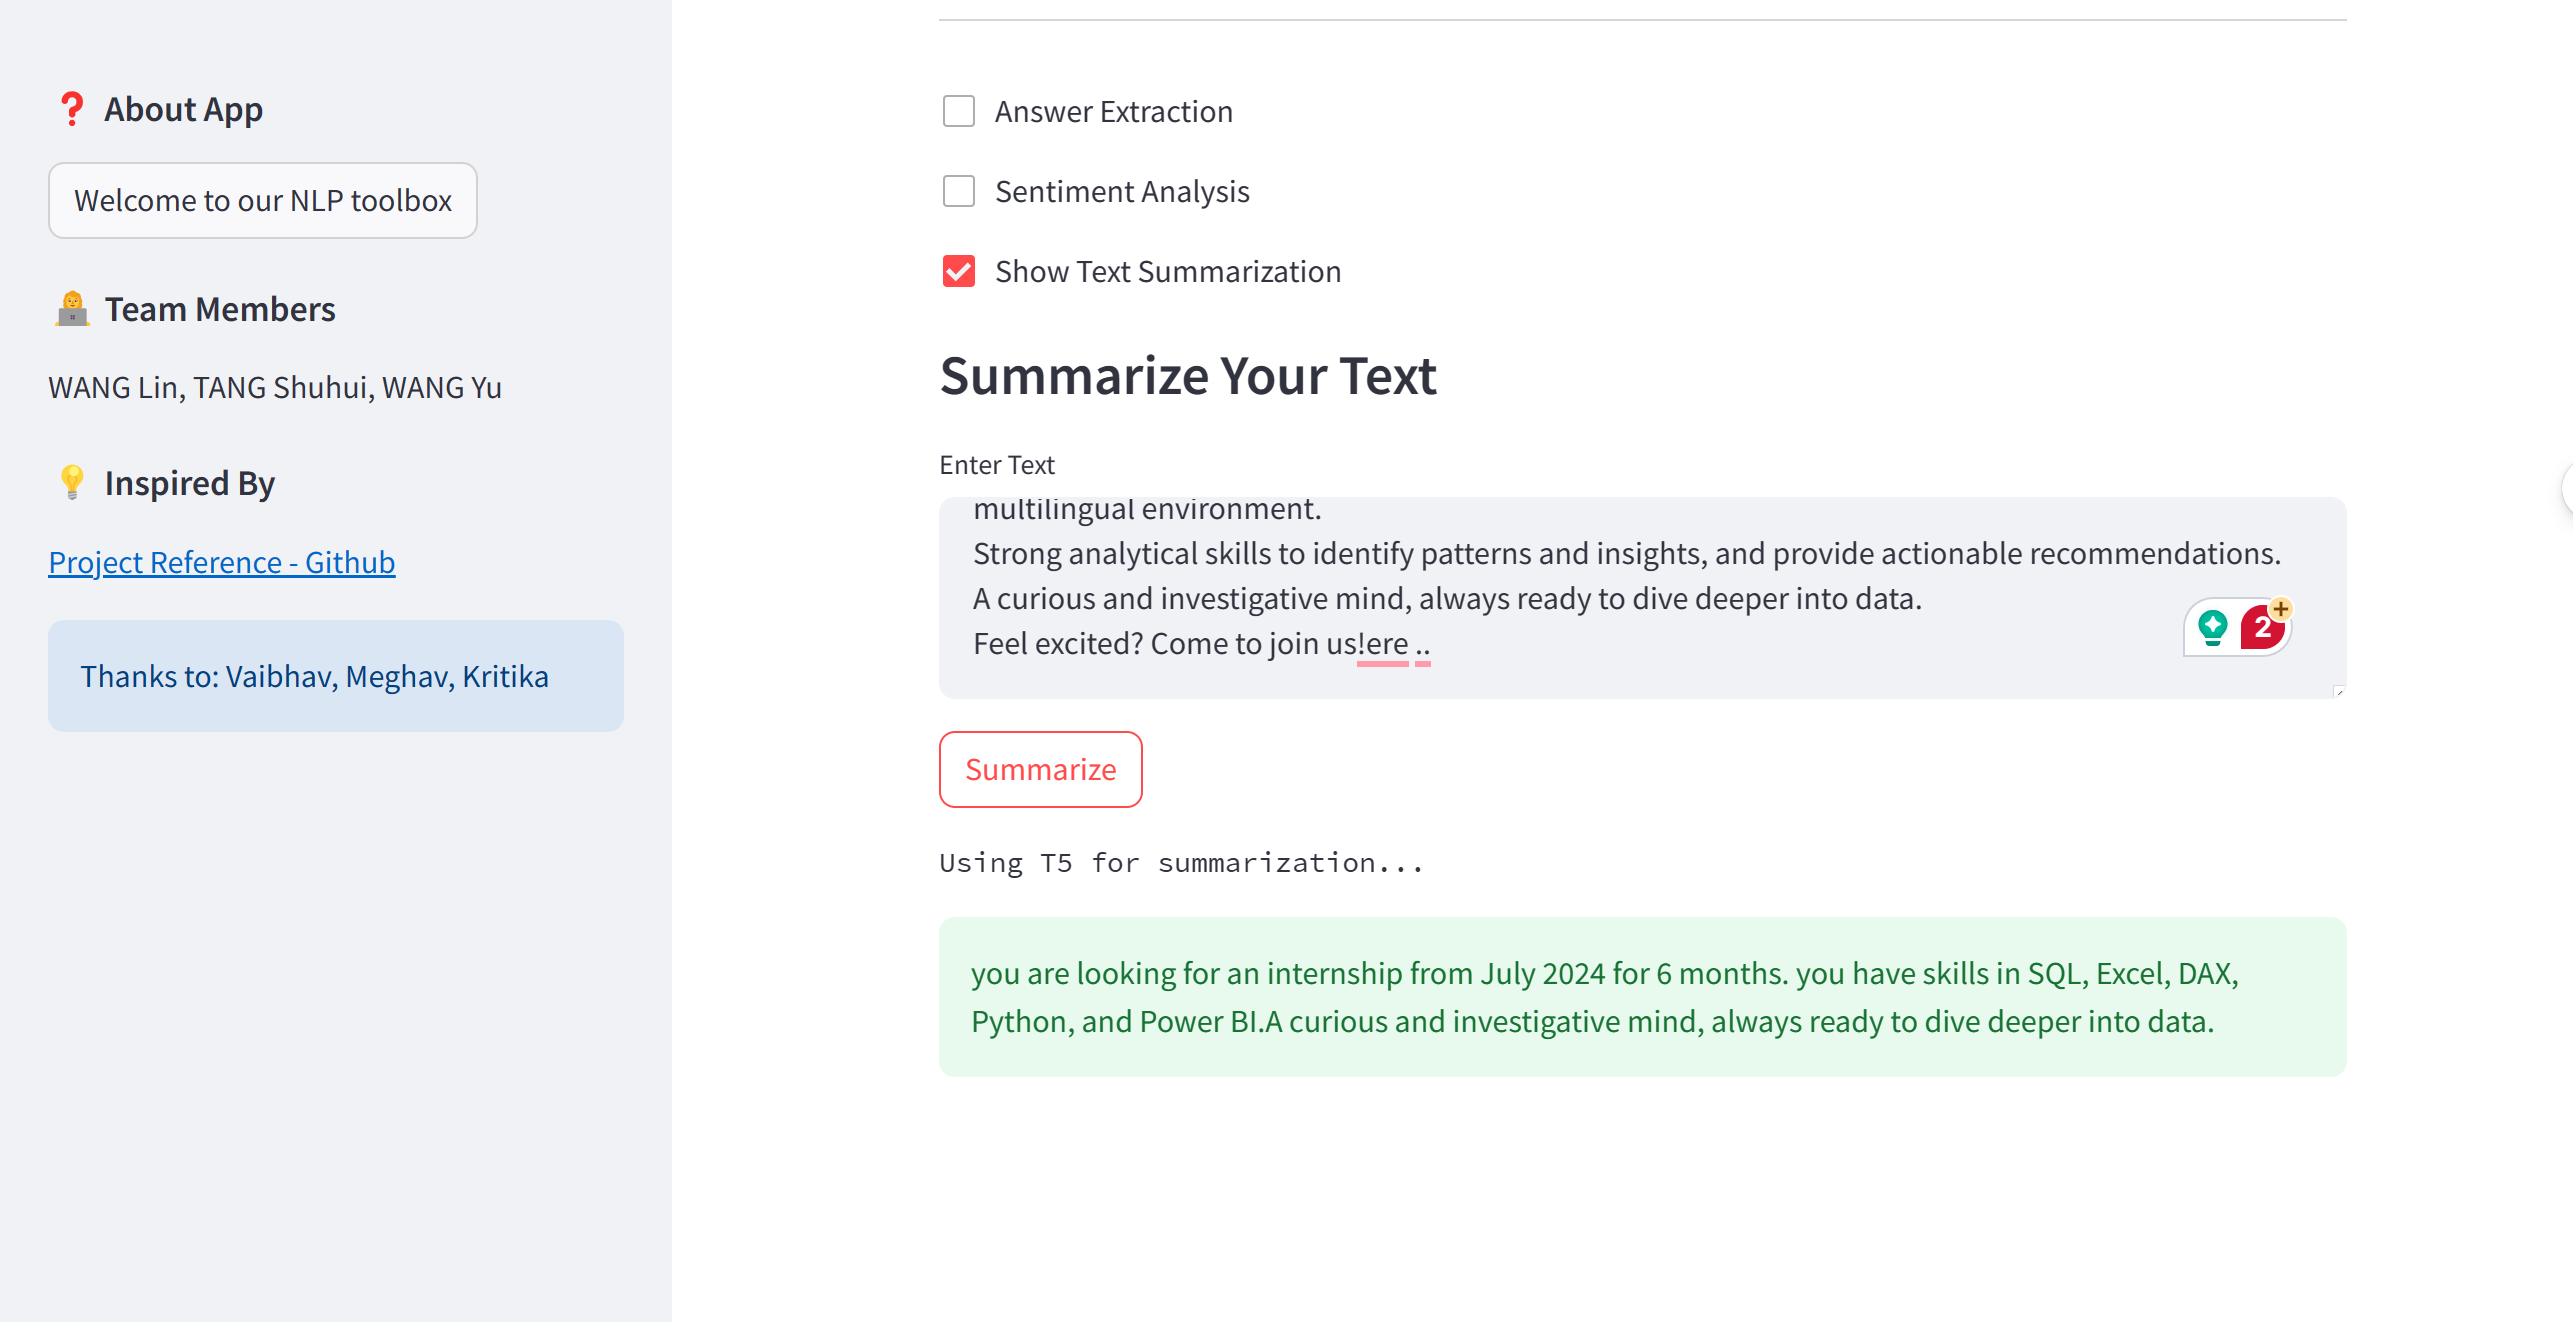 About App
Welcome to our NLP toolbox
Team Members
WANG Lin, TANG Shuhui, WANG Yu
Inspired By
Project Reference - Github
Thanks to: Vaibhav, Meghav, Kritika
Answer Extraction
Sentiment Analysis
Show Text Summarization
Summarize Your Text
Enter Text
multilingual environment.
Strong analytical skills to identify patterns and insights, and provide actionable recommendations.
A curious and investigative mind, always ready to dive deeper into data.
Feel excited? Come to join us!ere ..
2
Summarize
Using T5 for summarization...
you are looking for an internship from July 2024 for 6 months. you have skills in SQL, Excel, DAX,
Python, and Power BI.A curious and investigative mind, always ready to dive deeper into data.